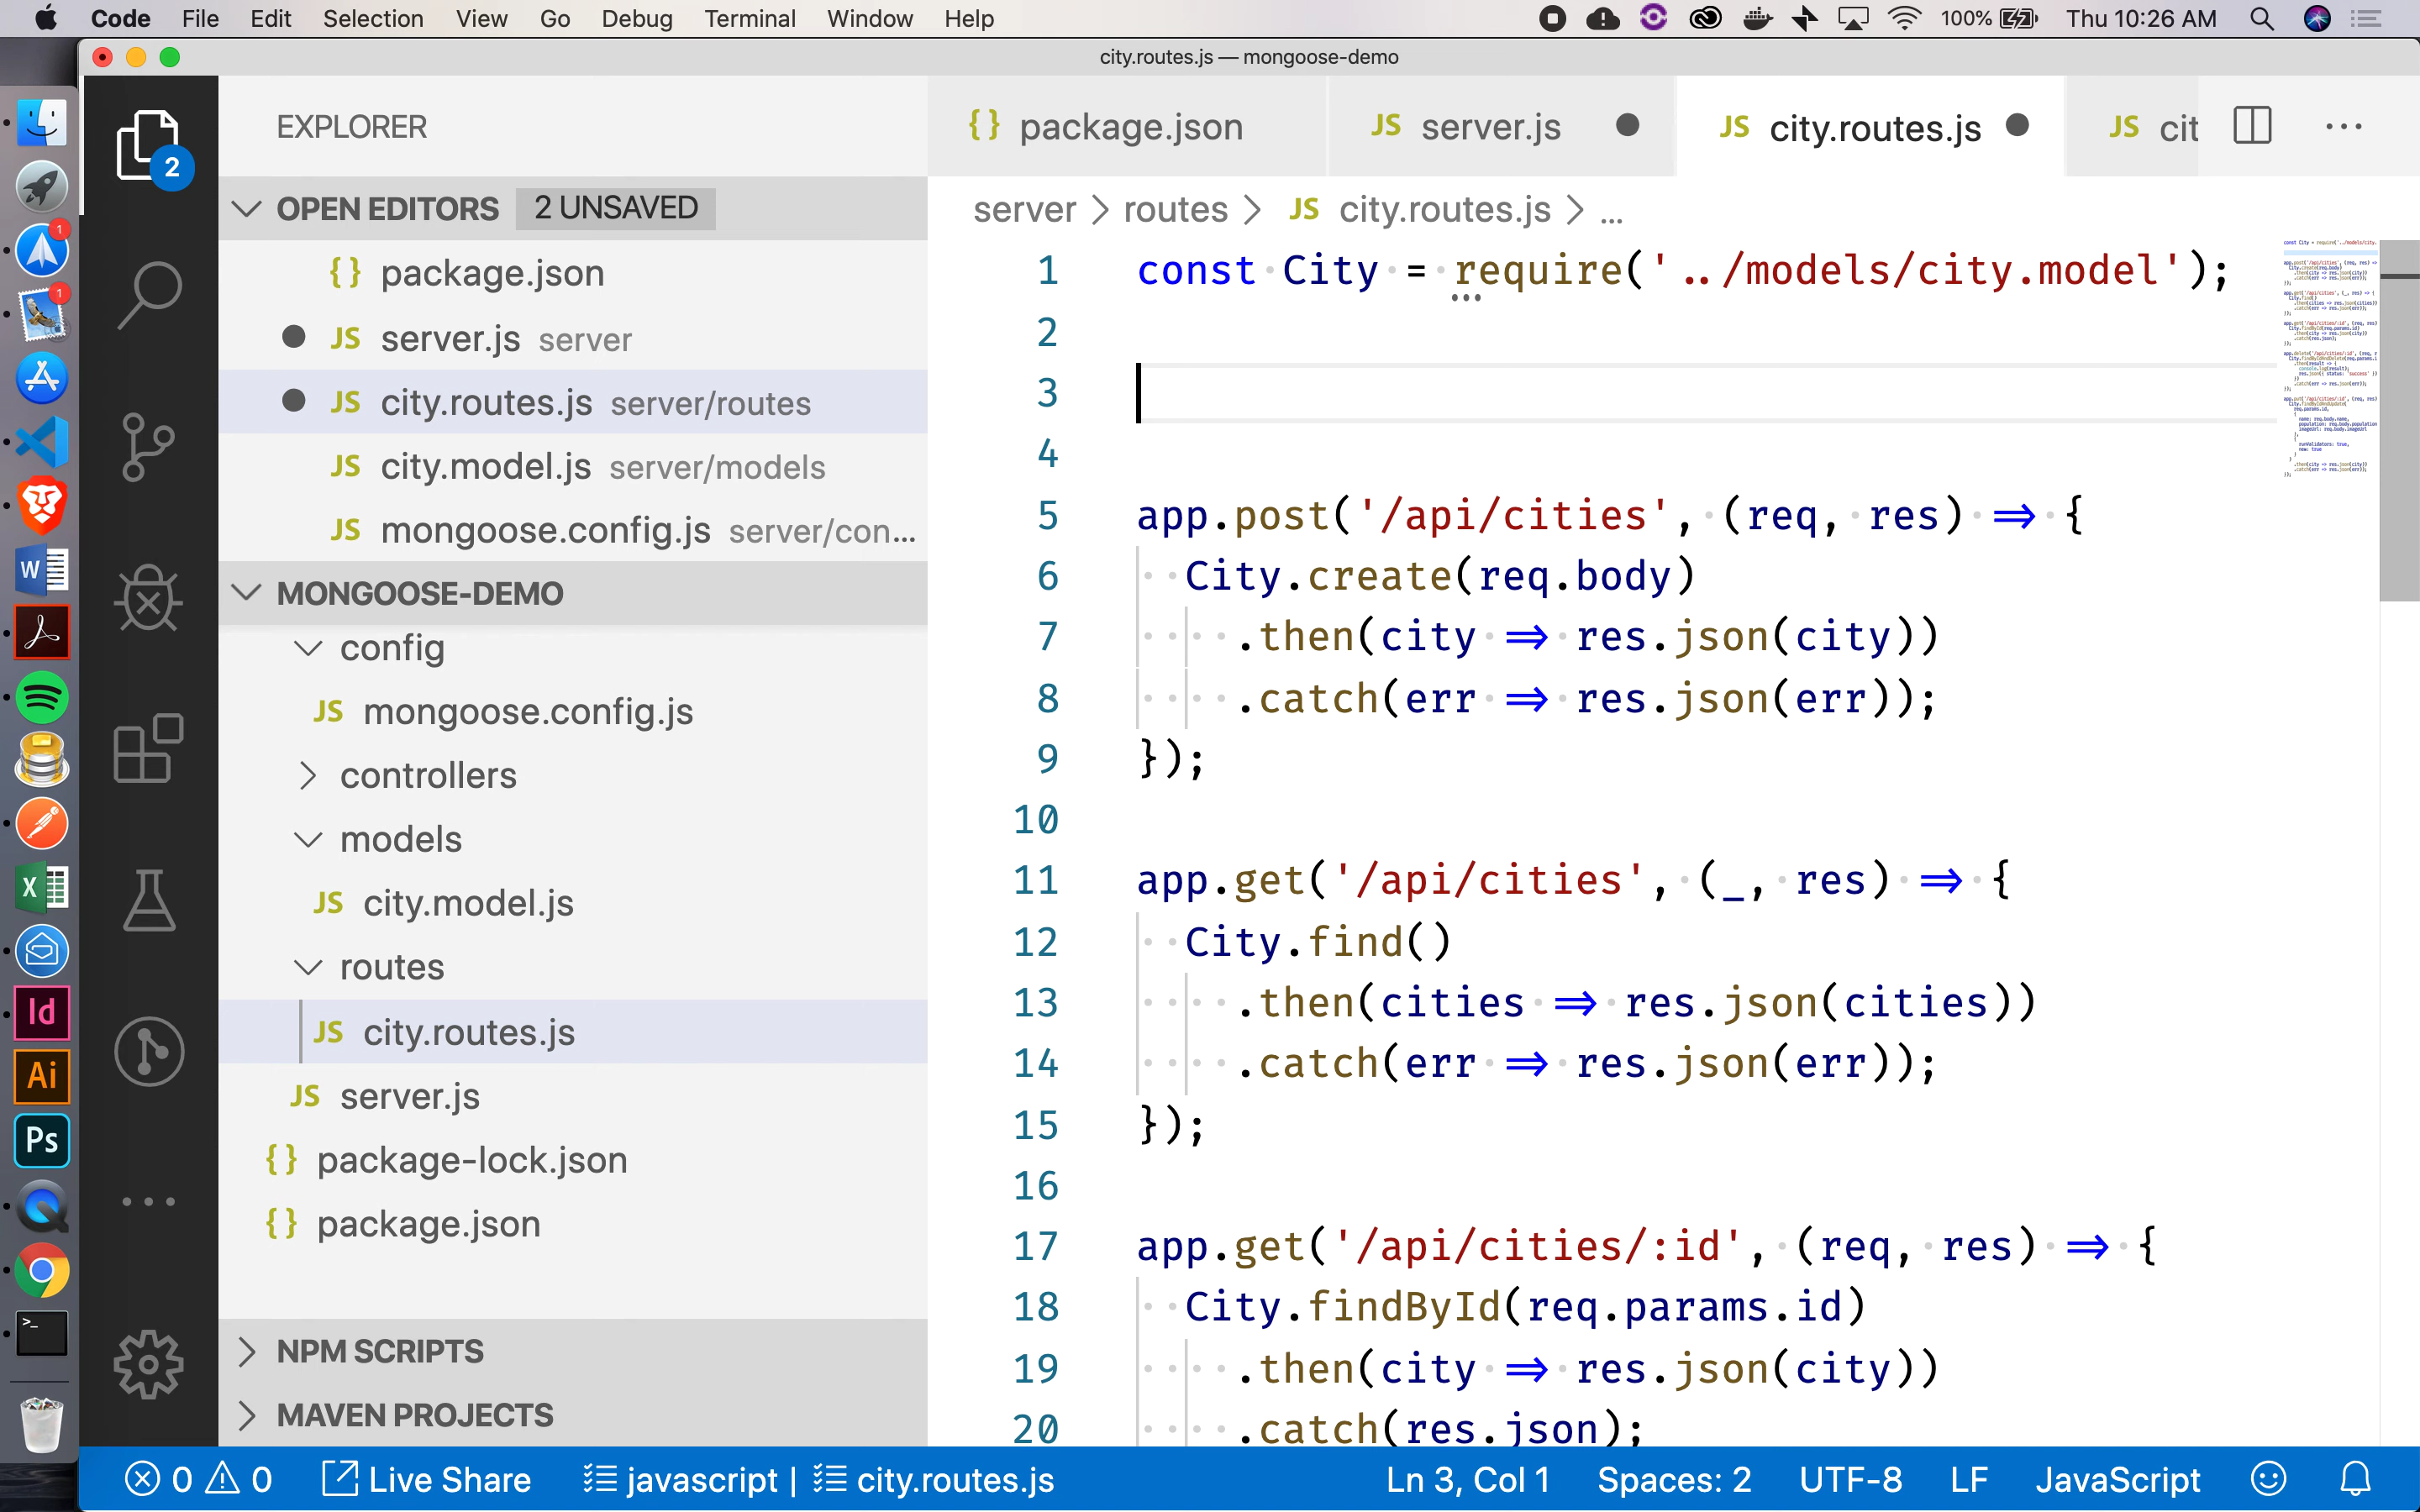 Code File Edit Selection View Go Debug Terminal Window Help 100% Thu 10:26 AM
city.routes.js — mongoose-demo
EXPLORER
2
OPEN EDITORS 2 UNSAVED
{} package.json
JS server.js server
JS city.routes.js server/routes
JS city.model.js server/models
JS mongoose.config.js server/con...
MONGOOSE-DEMO
config
JS mongoose.config.js
controllers
models
JS city.model.js
routes
JS city.routes.js
JS server.js
{} package-lock.json
{} package.json
NPM SCRIPTS
MAVEN PROJECTS
{} package.json JS server.js JS city.routes.js JS cit
server > routes > JS city.routes.js > ...
1 const City = require('../models/city.model');
2
3
4
5 app.post('/api/cities', (req, res) => {
6 City.create(req.body)
7 .then(city => res.json(city))
8 .catch(err => res.json(err));
9 });
10
11 app.get('/api/cities', (_, res) => {
12 City.find()
13 .then(cities => res.json(cities))
14 .catch(err => res.json(err));
15 });
16
17 app.get('/api/cities/:id', (req, res) => {
18 City.findById(req.params.id)
19 .then(city => res.json(city))
20 .catch(res.json);
1
1
W
X
Id
Ai
Ps
>_
0 0 Live Share javascript | city.routes.js Ln 3, Col 1 Spaces: 2 UTF-8 LF JavaScript